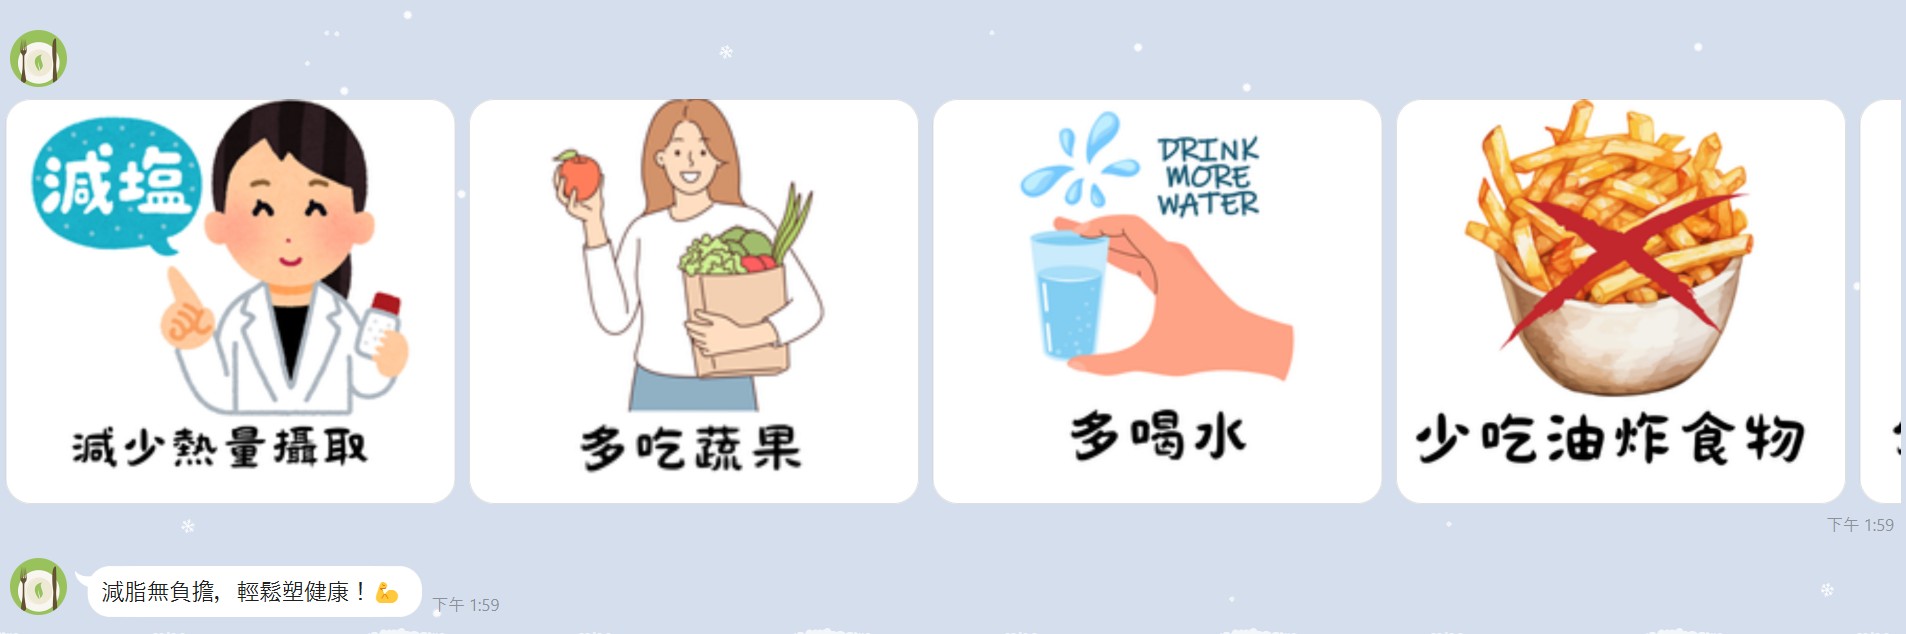 減塩
減少熱量攝取
多吃蔬果
DRINK
MORE
WATER
多喝水
少吃油炸食物
下午 1:59
減脂無負擔，輕鬆塑健康！💪
下午 1:59